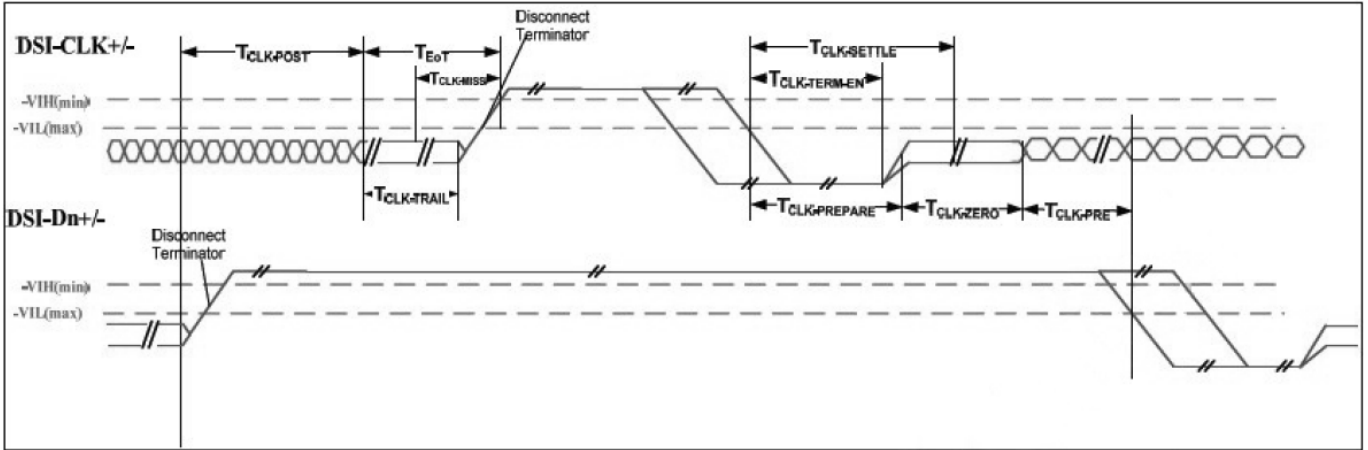 DSI-CLK+/-
TCLK-POST
TEoT
TCLK-MISS
Disconnect
Terminator
TCLK-SETTLE
TCLK-TERM-EN
-VIH(min)
-VIL(max)
TCLK-TRAIL
TCLK-PREPARE
TCLK-ZERO
TCLK-PRE
DSI-Dn+/-
Disconnect
Terminator
-VIH(min)
-VIL(max)